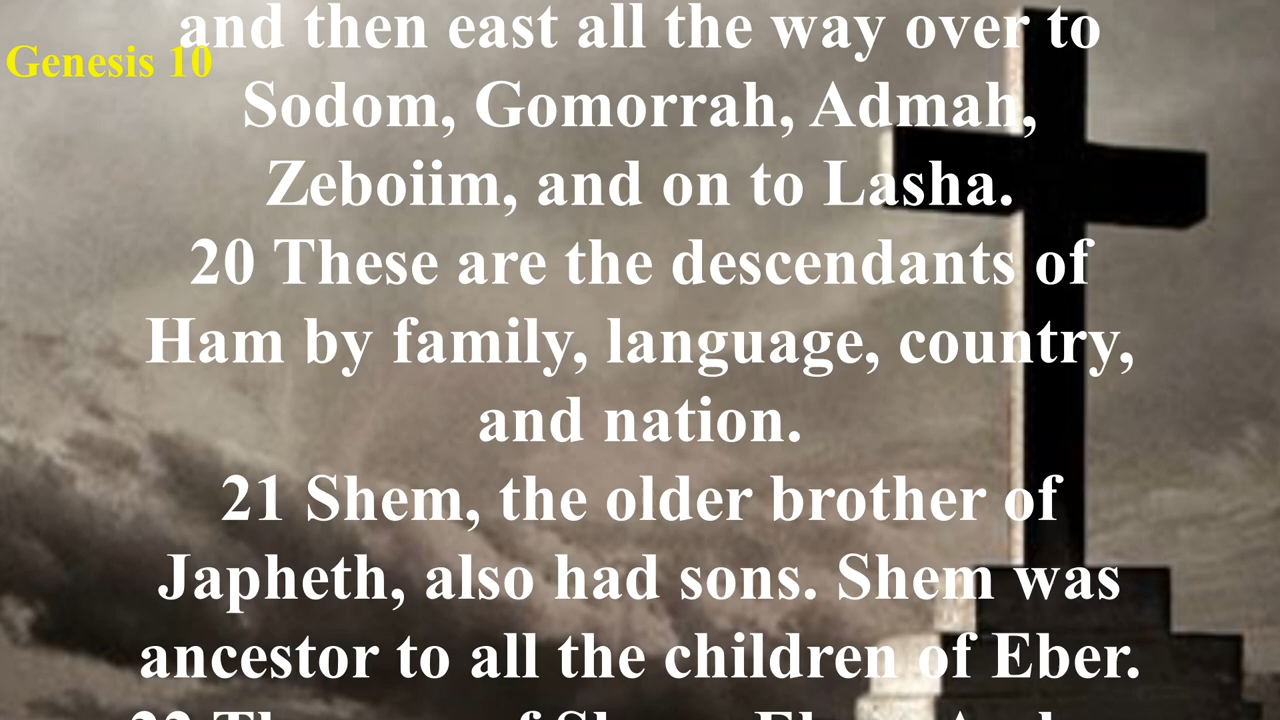 and then east all the way over to
Genesis 10
Sodom, Gomorrah, Admah,
Zeboiim, and on to Lasha.
20 These are the descendants of
Ham by family, language, country,
and nation.
21 Shem, the older brother of
Japheth, also had sons. Shem was
ancestor to all the children of Eber.